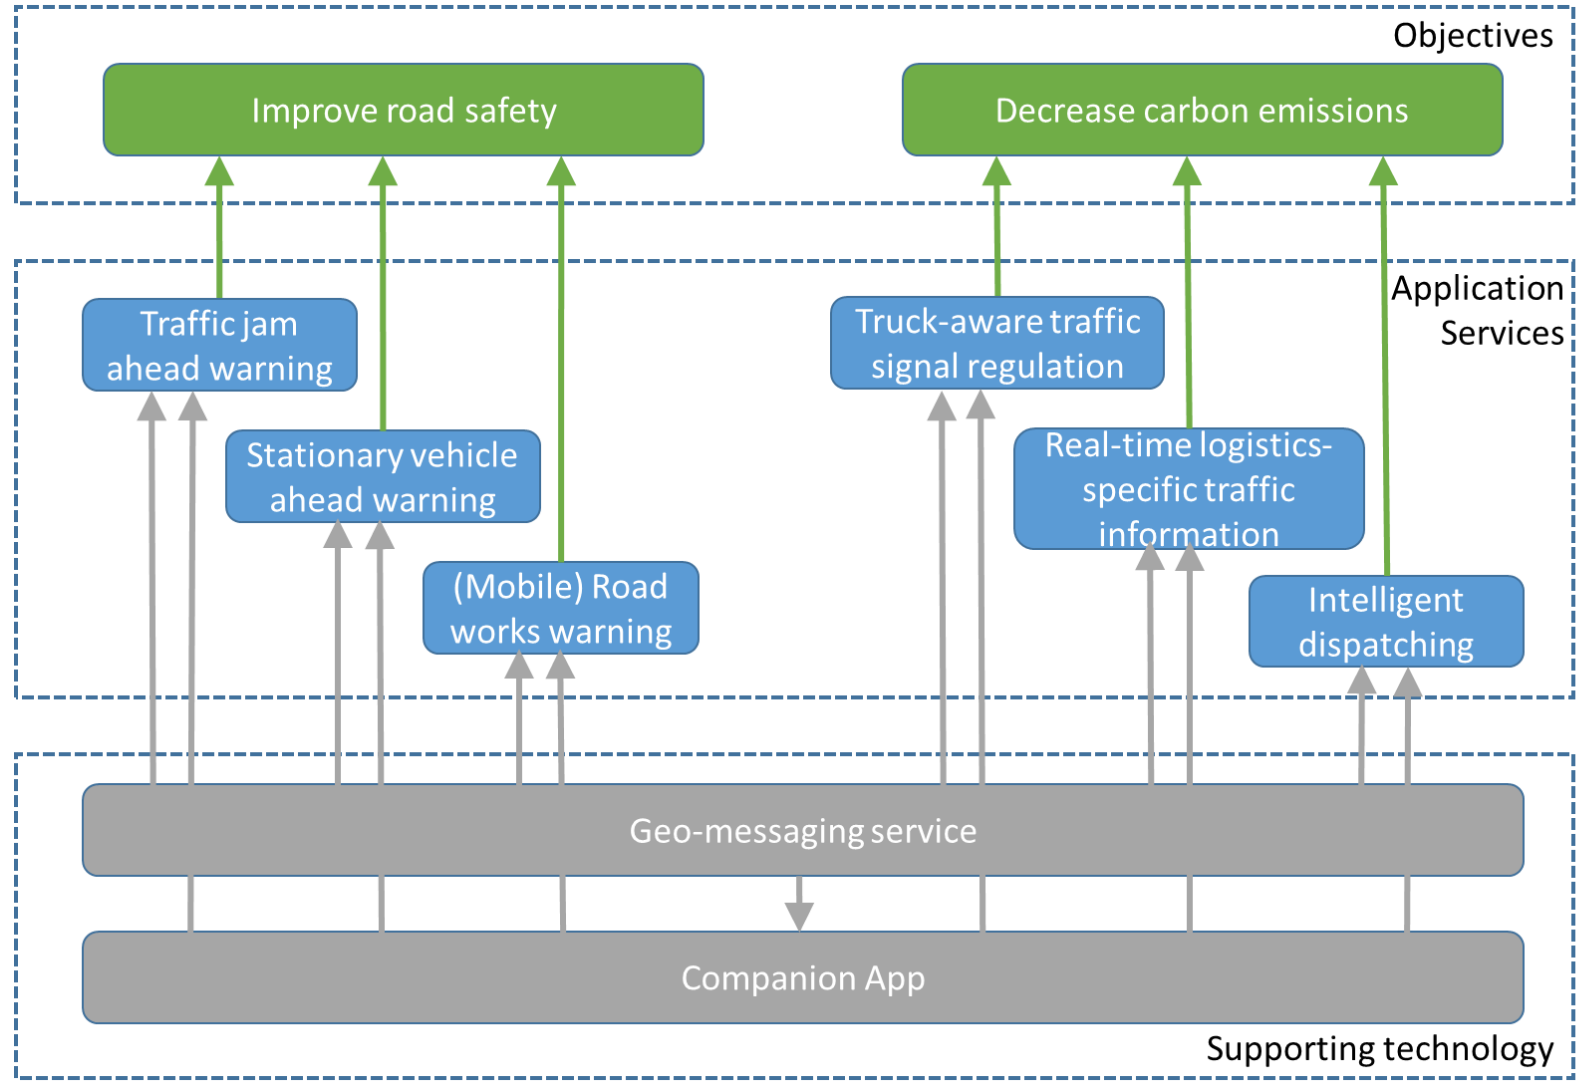 Objectives
Improve road safety
Decrease carbon emissions
Application
Services
Traffic jam
ahead warning
Truck-aware traffic
signal regulation
Stationary vehicle
ahead warning
Real-time logistics-
specific traffic
information
(Mobile) Road
works warning
Intelligent
dispatching
Geo-messaging service
Companion App
Supporting technology